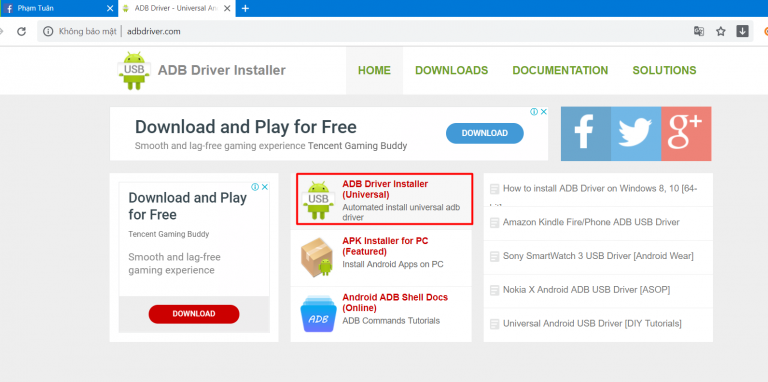 Phạm Tuân
ADB Driver - Universal An
Không bảo mật
adbdriver.com
USB
ADB Driver Installer
HOME
DOWNLOADS
DOCUMENTATION
SOLUTIONS
Download and Play for Free
Smooth and lag-free gaming experience Tencent Gaming Buddy
DOWNLOAD
Download and Play
for Free
Tencent Gaming Buddy
Smooth and lag-free
gaming experience
DOWNLOAD
USB
ADB Driver Installer
(Universal)
Automated install universal adb
driver
APK Installer for PC
(Featured)
Install Android Apps on PC
ADB
Android ADB Shell Docs
(Online)
ADB Commands Tutorials
How to install ADB Driver on Windows 8, 10 [64-
Amazon Kindle Fire/Phone ADB USB Driver
Sony SmartWatch 3 USB Driver [Android Wear]
Nokia X Android ADB USB Driver [ASOP]
Universal Android USB Driver [DIY Tutorials]